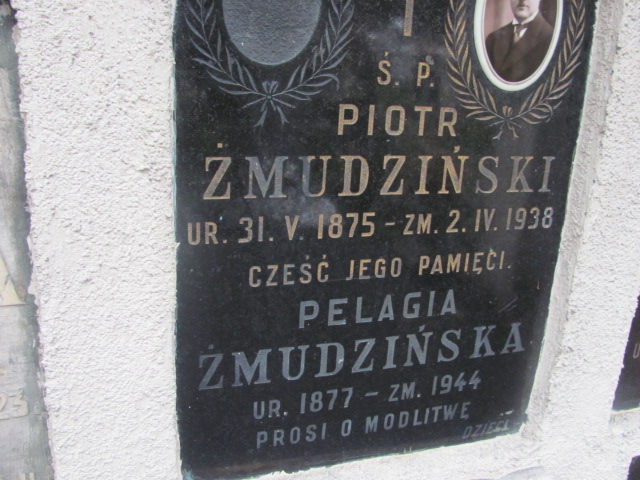 Ś. P.
PIOTR
ŻMUDZIŃSKI
UR. 31. V. 1875 – ZM. 2. IV. 1938
CZEŚĆ JEGO PAMIĘCI.
PELAGIA
ŻMUDZIŃSKA
UR. 1877 – ZM. 1944
PROSI O MODLITWĘ
DZIECI